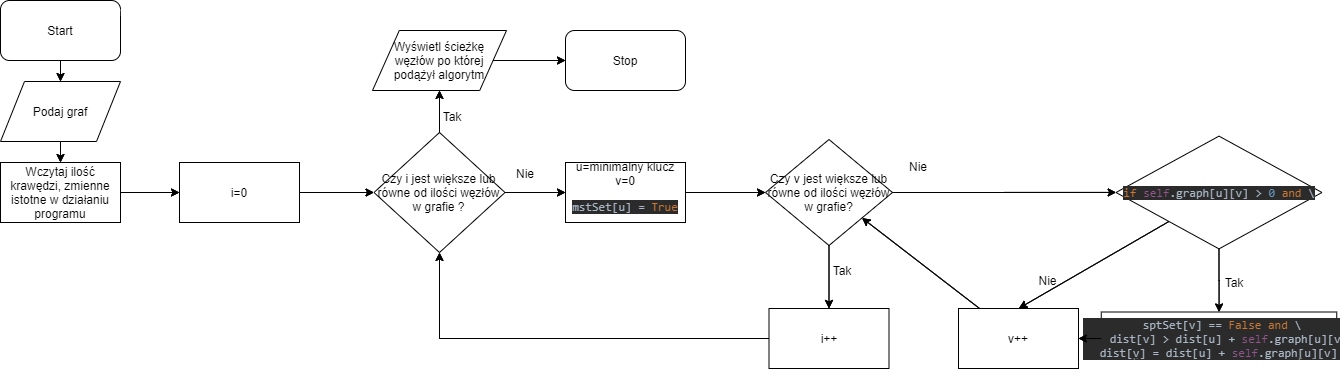 Start
Podaj graf
Wczytaj ilość
krawędzi, zmienne
istotne w działaniu
programu
i=0
Wyświetl ścieżkę
węzłów po której
podążył algorytm
Stop
Tak
Czy i jest większe lub
równe od ilości węzłów
w grafie ?
Nie
u=minimalny klucz
v=0
mstSet[u] = True
Czy v jest większe lub
równe od ilości węzłów
w grafie?
Nie
if self.graph[u][v] > 0 and \
Tak
i++
Nie
v++
Tak
sptSet[v] == False and \
dist[v] > dist[u] + self.graph[u][v
dist[v] = dist[u] + self.graph[u][v]